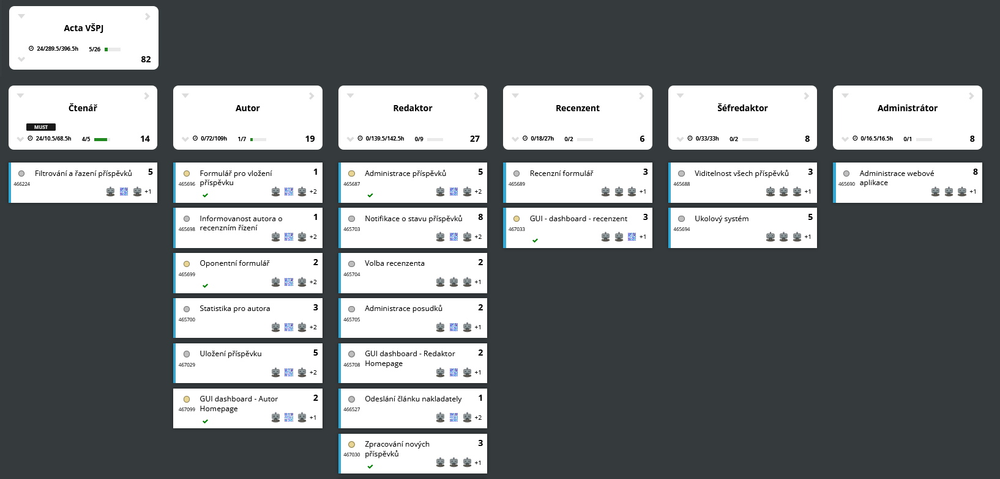 Acta VŠPJ
24/289.5/396.5h 5/26
82
Čtenář
MUST
24/10.5/68.5h 4/5 14
Filtrování a řazení příspěvků 5
466224
+1
Autor
0/72/109h 1/7 19
Formulář pro vložení 1
465696 příspěvku
+2
Informovanost autora o 1
465698 recenzním řízení
+2
Oponentní formulář 2
465699
+2
Statistika pro autora 3
465700
+2
Uložení příspěvku 5
467029
+2
GUI dashboard - Autor 2
467099 Homepage
+1
Redaktor
0/139.5/142.5h 0/9 27
Administrace příspěvků 5
465687
+2
Notifikace o stavu příspěvků 8
465703
+2
Volba recenzenta 2
465704
+1
Administrace posudků 2
465705
+1
GUI dashboard - Redaktor 2
465708 Homepage
+1
Odeslání článku nakladately 1
466527
+2
Zpracování nových 3
467030 příspěvků
+1
Recenzent
0/18/27h 0/2 6
Recenzní formulář 3
465689
+1
GUI - dashboard - recenzent 3
467033
+1
Šéfredaktor
0/33/33h 0/2 8
Viditelnost všech příspěvků 3
465688
+1
Ukolový systém 5
465694
+1
Administrátor
0/16.5/16.5h 0/1 8
Administrace webové 8
465690 aplikace
+1